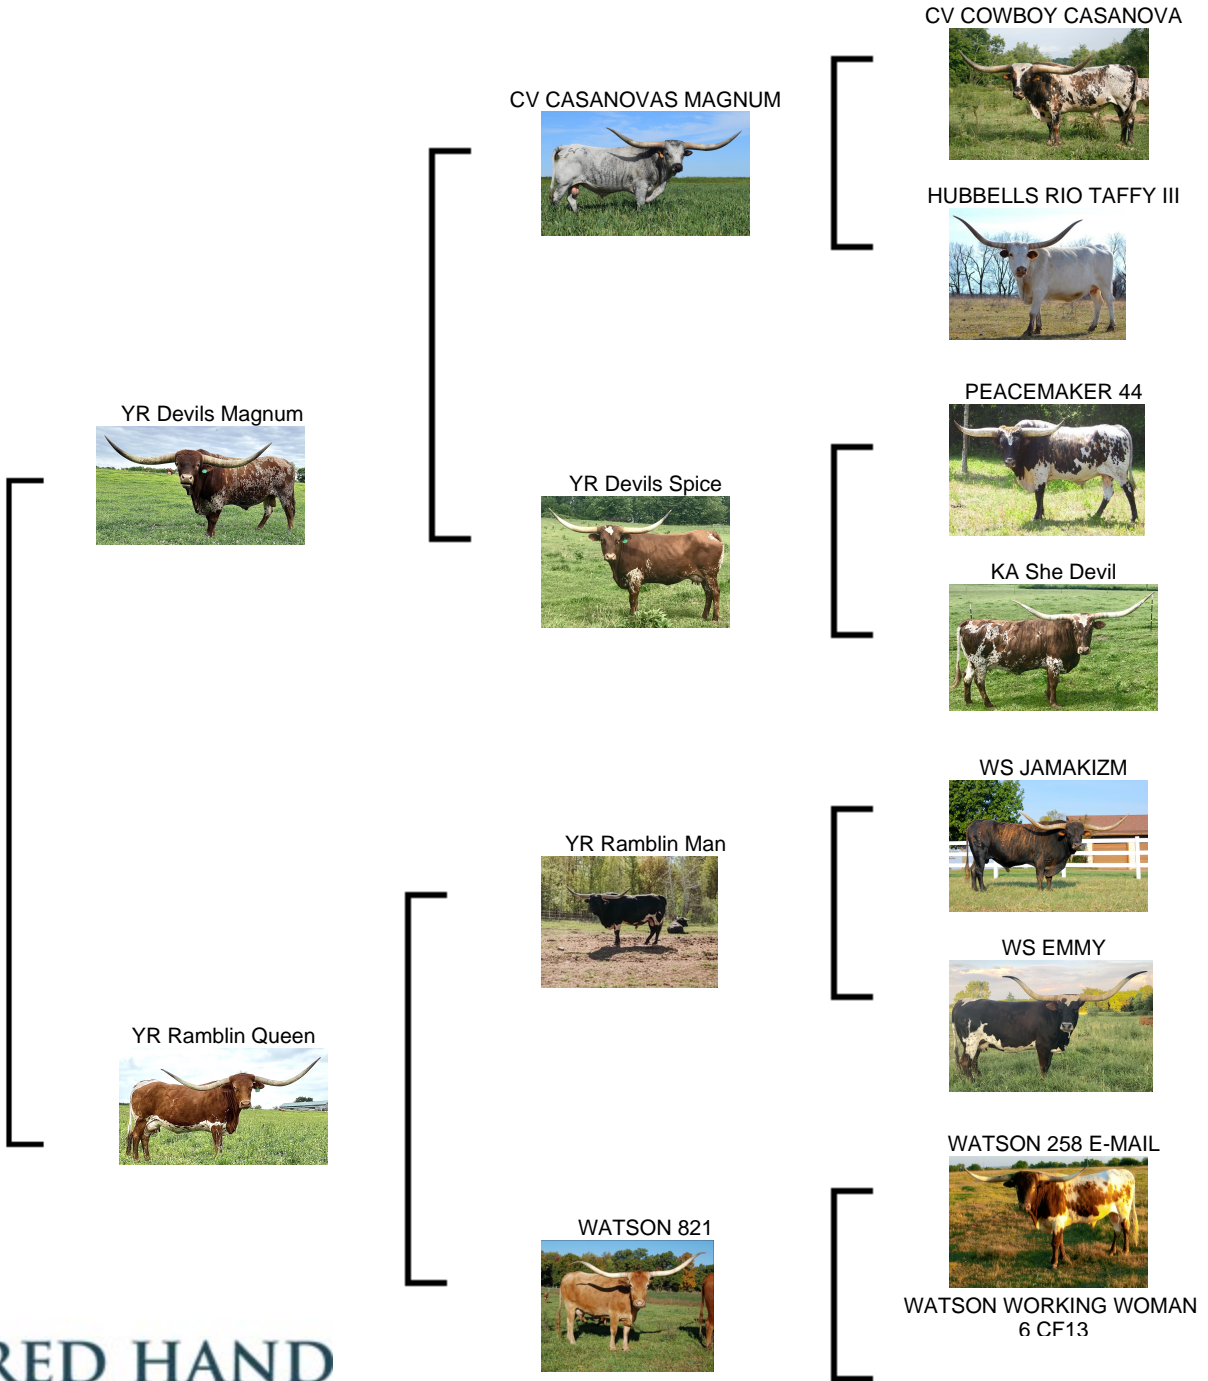 CV COWBOY CASANOVA
CV CASANOVAS MAGNUM
HUBBELLS RIO TAFFY III
PEACEMAKER 44
YR Devils Magnum
YR Devils Spice
KA She Devil
WS JAMAKIZM
YR Ramblin Man
WS EMMY
YR Ramblin Queen
WATSON 258 E-MAIL
WATSON 821
WATSON WORKING WOMAN
6 CF13
RED HAND